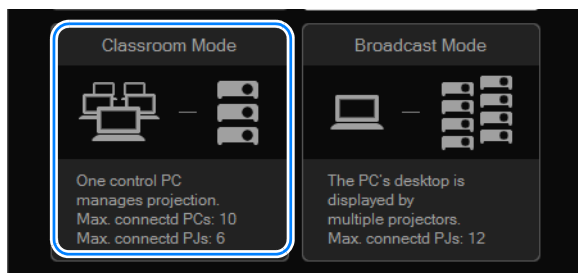 Classroom Mode
One control PC
manages projection.
Max. connectd PCs: 10
Max. connectd PJs: 6
Broadcast Mode
The PC's desktop is
displayed by
multiple projectors.
Max. connectd PJs: 12